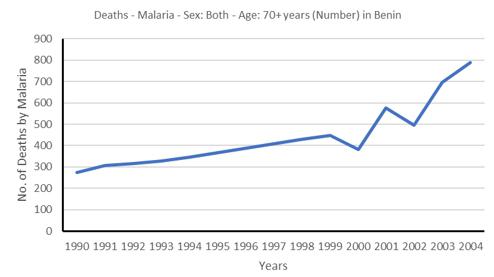 Deaths - Malaria - Sex: Both - Age: 70+ years (Number) in Benin
900
800
700
600
500
400
300
200
100
0
No. of Deaths by Malaria
1990 1991 1992 1993 1994 1995 1996 1997 1998 1999 2000 2001 2002 2003 2004
Years